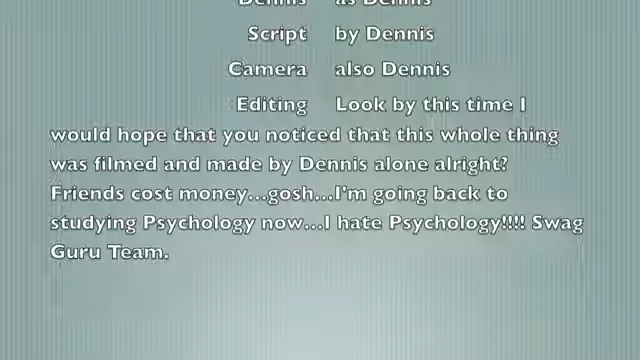 Dennis as Dennis
Script by Dennis
Camera also Dennis
Editing Look by this time I
would hope that you noticed that this whole thing
was filmed and made by Dennis alone alright?
Friends cost money...gosh...I'm going back to
studying Psychology now...I hate Psychology!!!! Swag
Guru Team.